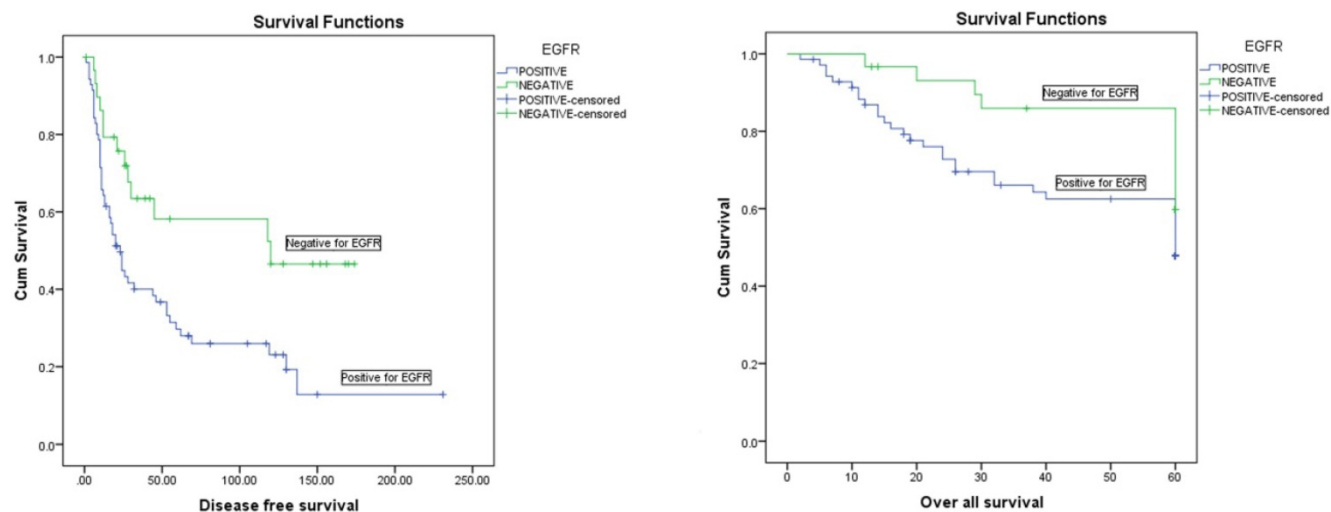 Survival Functions
EGFR
POSITIVE
NEGATIVE
POSITIVE-censored
NEGATIVE-censored
Cum Survival
1.0
0.8
0.6
0.4
0.2
0.0
Negative for EGFR
Positive for EGFR
.00
50.00
100.00
150.00
200.00
250.00
Disease free survival
Survival Functions
EGFR
POSITIVE
NEGATIVE
POSITIVE-censored
NEGATIVE-censored
Cum Survival
1.0
0.8
0.6
0.4
0.2
0.0
Negative for EGFR
Positive for EGFR
0
10
20
30
40
50
60
Over all survival